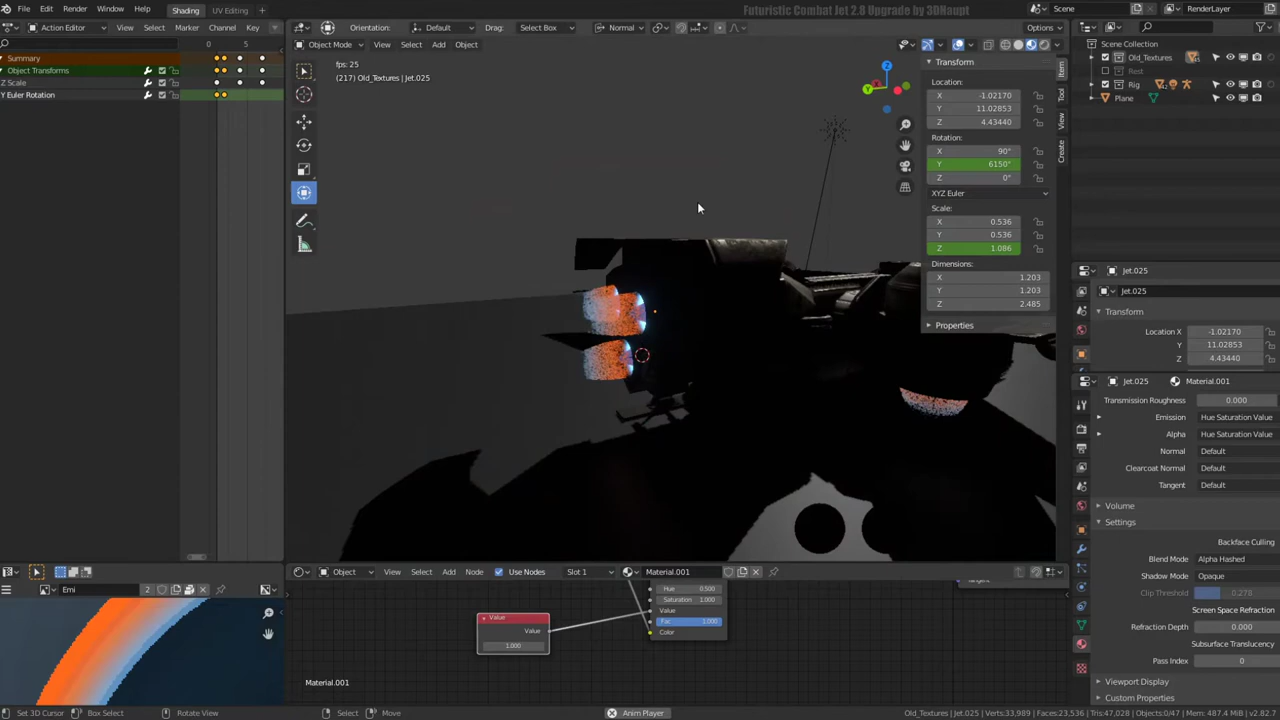 File Edit Render Window Help Shading UV Editing Futuristic Combat Jet 2.8 Upgrade by 3DHaupt Scene RenderLayer
Action Editor View Select Marker Channel Key Orientation: Default Drag: Select Box Normal Options
0 5 Object Mode View Select Add Object
Summary
Object Transforms
Z Scale
Y Euler Rotation
fps: 25
(217) Old_Textures | Jet.025
Z
Y
Transform
Location:
X -1.02170
Y 11.02853
Z 4.43440
Rotation:
X 90°
Y 6150°
Z 0°
XYZ Euler
Scale:
X 0.536
Y 0.536
Z 1.086
Dimensions:
X 1.203
Y 1.203
Z 2.485
Properties
Item
Tool
View
Create
Scene Collection
Old_Textures
Rest
Rig
Plane
Jet.025
Jet.025
Transform
Location X -1.02170
Y 11.02853
Z 4.43440
Jet.025 Material.001
Transmission Roughness 0.000
Emission Hue Saturation Value
Alpha Hue Saturation Value
Normal Default
Clearcoat Normal Default
Tangent Default
Volume
Settings
Backface Culling
Blend Mode Alpha Hashed
Shadow Mode Opaque
Clip Threshold 0.278
Screen Space Refraction
Refraction Depth 0.000
Subsurface Translucency
Pass Index 0
Viewport Display
Custom Properties
Emi 2
Object View Select Add Node Use Nodes Slot 1 Material.001
Hue 0.500
Saturation 1.000
Value
Fac 1.000
Color
Value
Value
1.000
Tangent
Material.001
Set 3D Cursor Box Select Rotate View Select Move Anim Player Old_Textures | Jet.025 | Verts:33,989 | Faces:23,536 | Tris:47,028 | Objects:0/47 | Mem: 487.4 MiB | v2.82.7